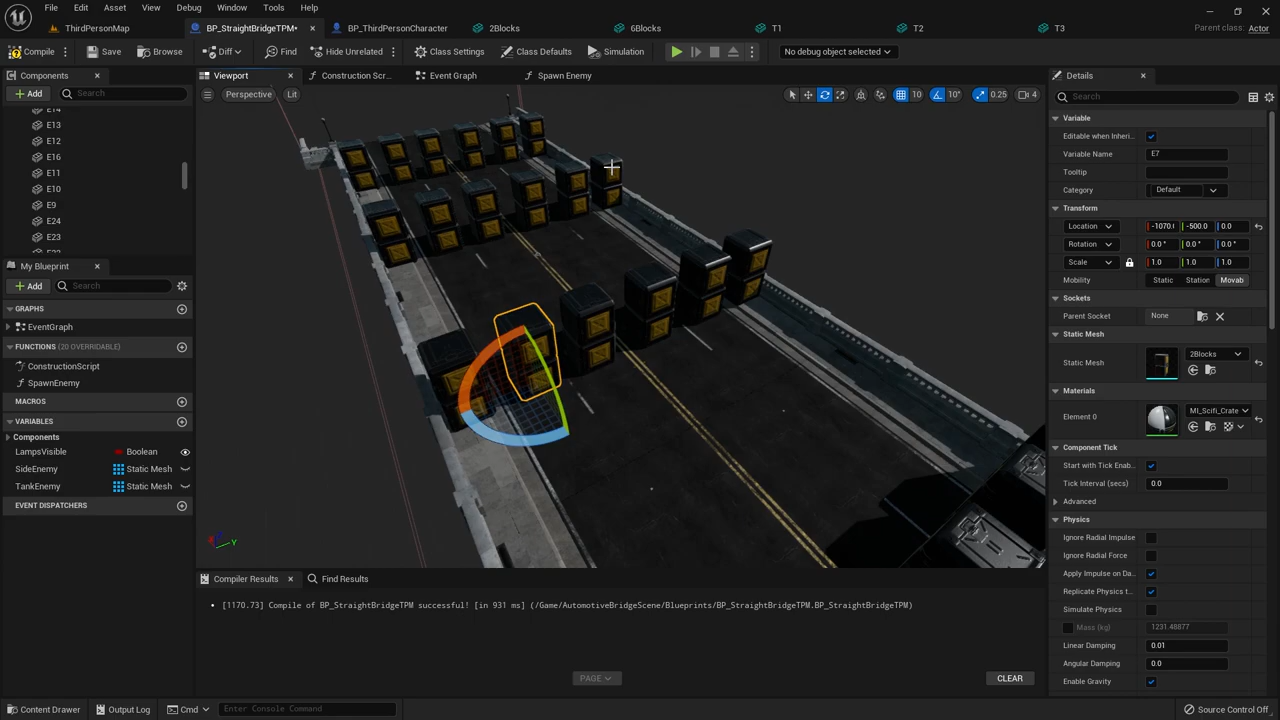 File Edit Asset View Debug Window Tools Help
ThirdPersonMap BP_StraightBridgeTPM* BP_ThirdPersonCharacter 2Blocks 6Blocks T1 T2 T3 Parent class: Actor
Compile Save Browse Diff Find Hide Unrelated Class Settings Class Defaults Simulation No debug object selected
Components
Add Search
E14
E13
E12
E16
E11
E10
E9
E24
E23
My Blueprint
Add Search
GRAPHS
EventGraph
FUNCTIONS (20 OVERRIDABLE)
ConstructionScript
SpawnEnemy
MACROS
VARIABLES
Components
LampsVisible Boolean
SideEnemy Static Mesh
TankEnemy Static Mesh
EVENT DISPATCHERS
Viewport Construction Scr... Event Graph Spawn Enemy
Perspective Lit 10 10° 0.25 4
Y
Compiler Results Find Results
[1170.73] Compile of BP_StraightBridgeTPM successful! [in 931 ms] (/Game/AutomotiveBridgeScene/Blueprints/BP_StraightBridgeTPM.BP_StraightBridgeTPM)
PAGE CLEAR
Details
Search
Variable
Editable when Inheri...
Variable Name E7
Tooltip
Category Default
Transform
Location -1070.( -500.0 0.0
Rotation 0.0 ° 0.0 ° 0.0 °
Scale 1.0 1.0 1.0
Mobility Static Station Movab
Sockets
Parent Socket None
Static Mesh
Static Mesh 2Blocks
Materials
Element 0 MI_Scifi_Crate
Component Tick
Start with Tick Enab...
Tick Interval (secs) 0.0
Advanced
Physics
Ignore Radial Impulse
Ignore Radial Force
Apply Impulse on Da...
Replicate Physics t...
Simulate Physics
Mass (kg) 1231.48877
Linear Damping 0.01
Angular Damping 0.0
Enable Gravity
Content Drawer Output Log Cmd Enter Console Command Source Control Off